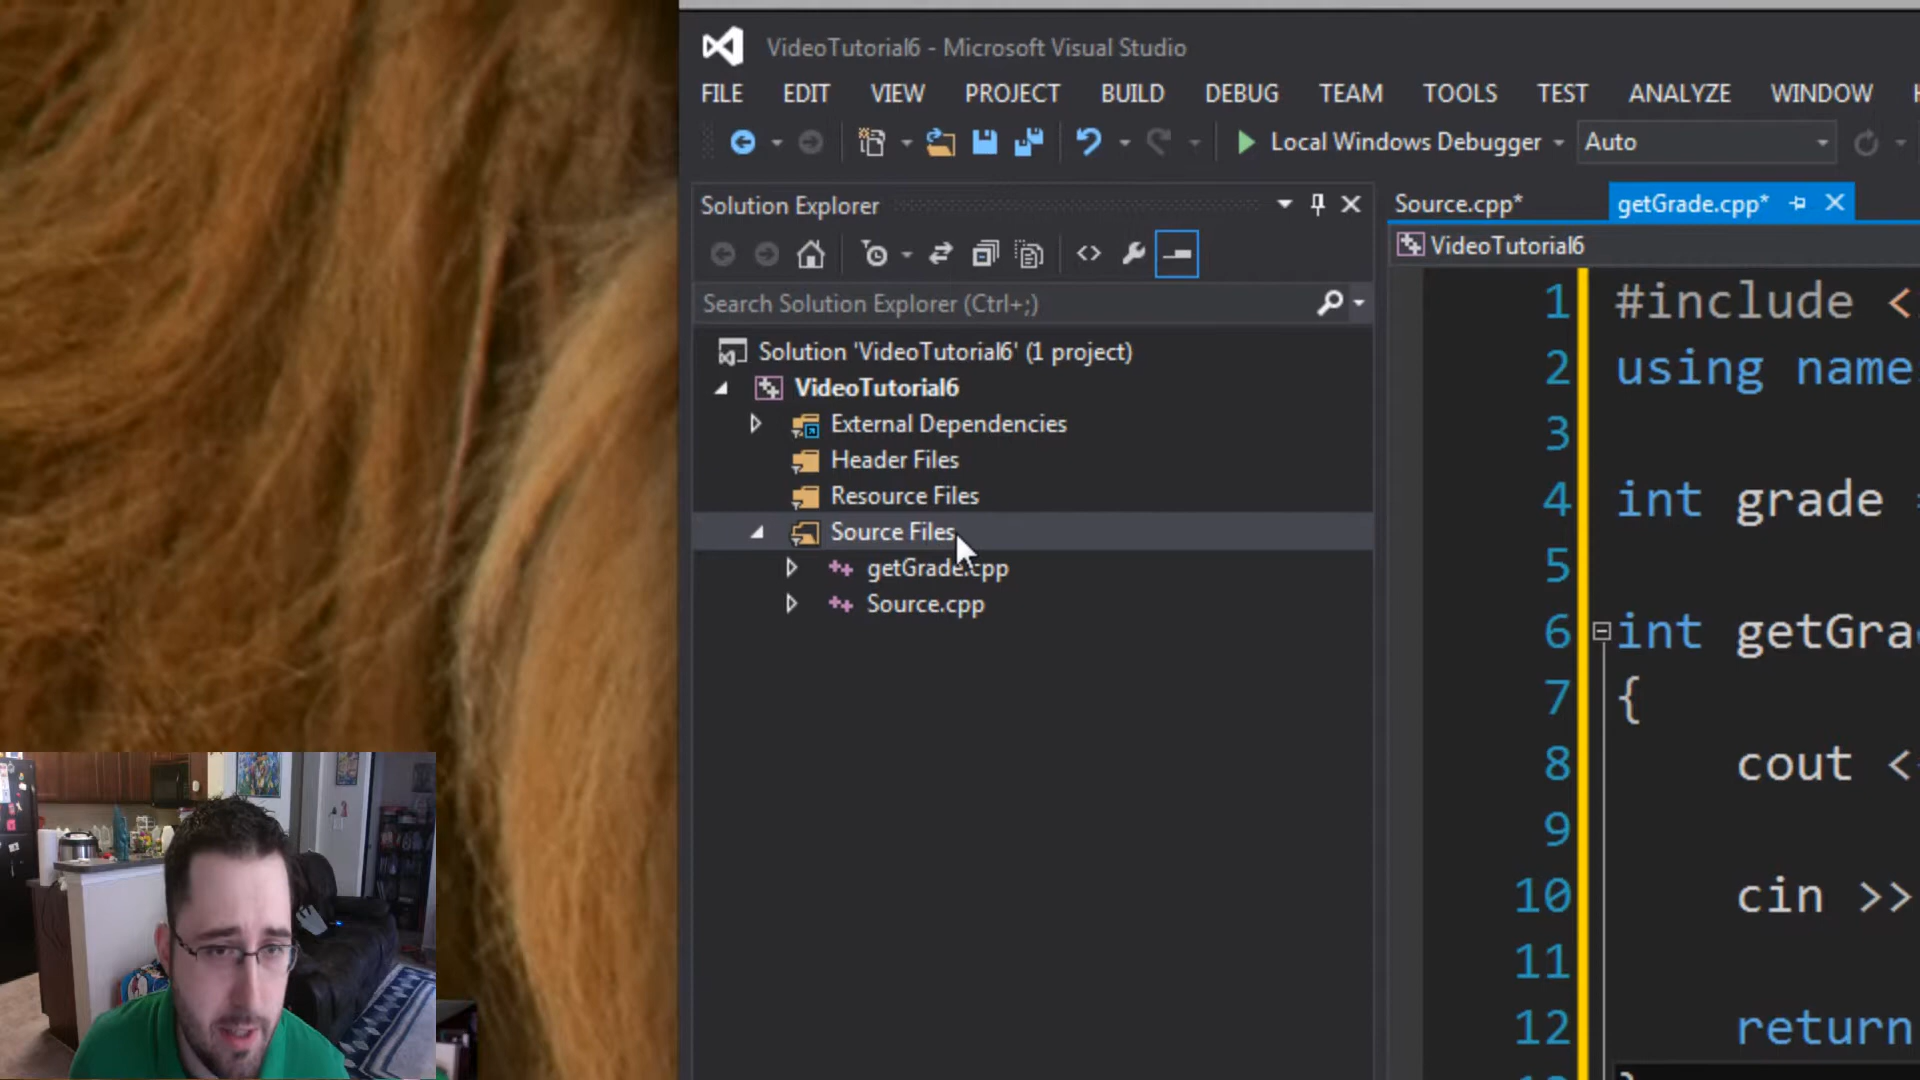 VideoTutorial6 - Microsoft Visual Studio
FILE EDIT VIEW PROJECT BUILD DEBUG TEAM TOOLS TEST ANALYZE WINDOW
Local Windows Debugger Auto
Solution Explorer
Source.cpp* getGrade.cpp*
VideoTutorial6
Search Solution Explorer (Ctrl+;)
Solution 'VideoTutorial6' (1 project)
VideoTutorial6
External Dependencies
Header Files
Resource Files
Source Files
getGrade.cpp
Source.cpp
1 #include <
2 using name
3
4 int grade =
5
6 int getGra
7 {
8 cout <
9
10 cin >>
11
12 return